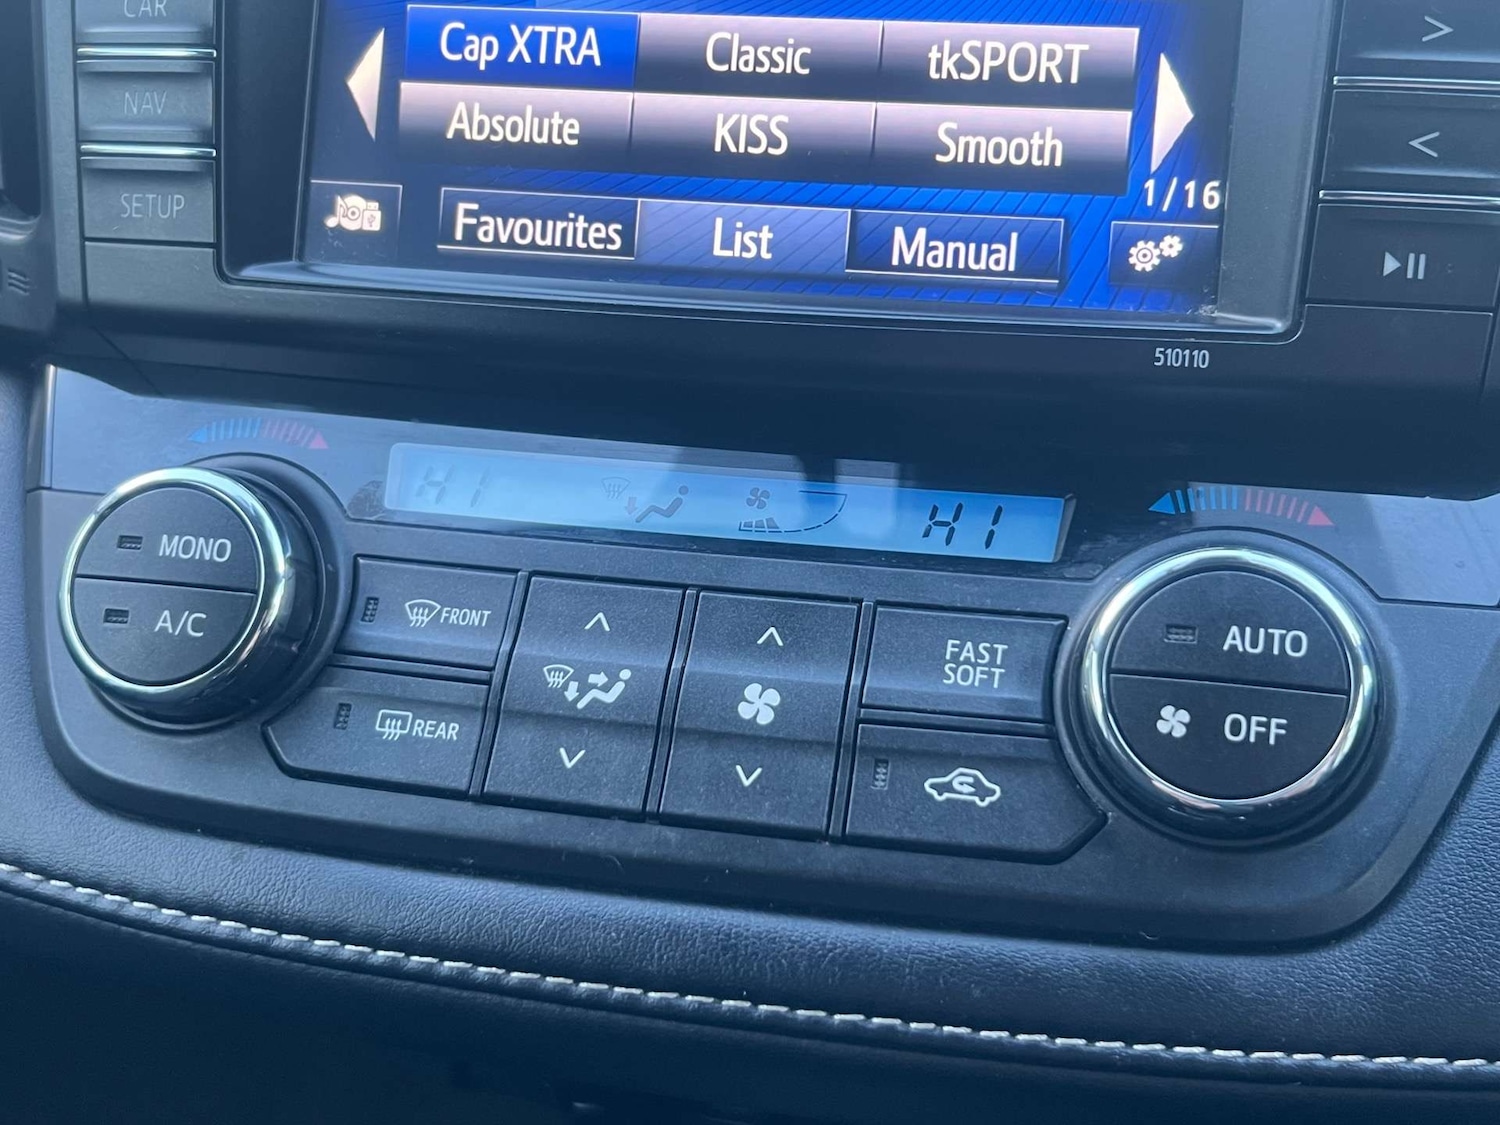 CAR
NAV
SETUP
Cap XTRA
Classic
tkSPORT
Absolute
KISS
Smooth
1/16
Favourites
List
Manual
510110
HI
HI
MONO
A/C
FRONT
REAR
FAST
SOFT
AUTO
OFF